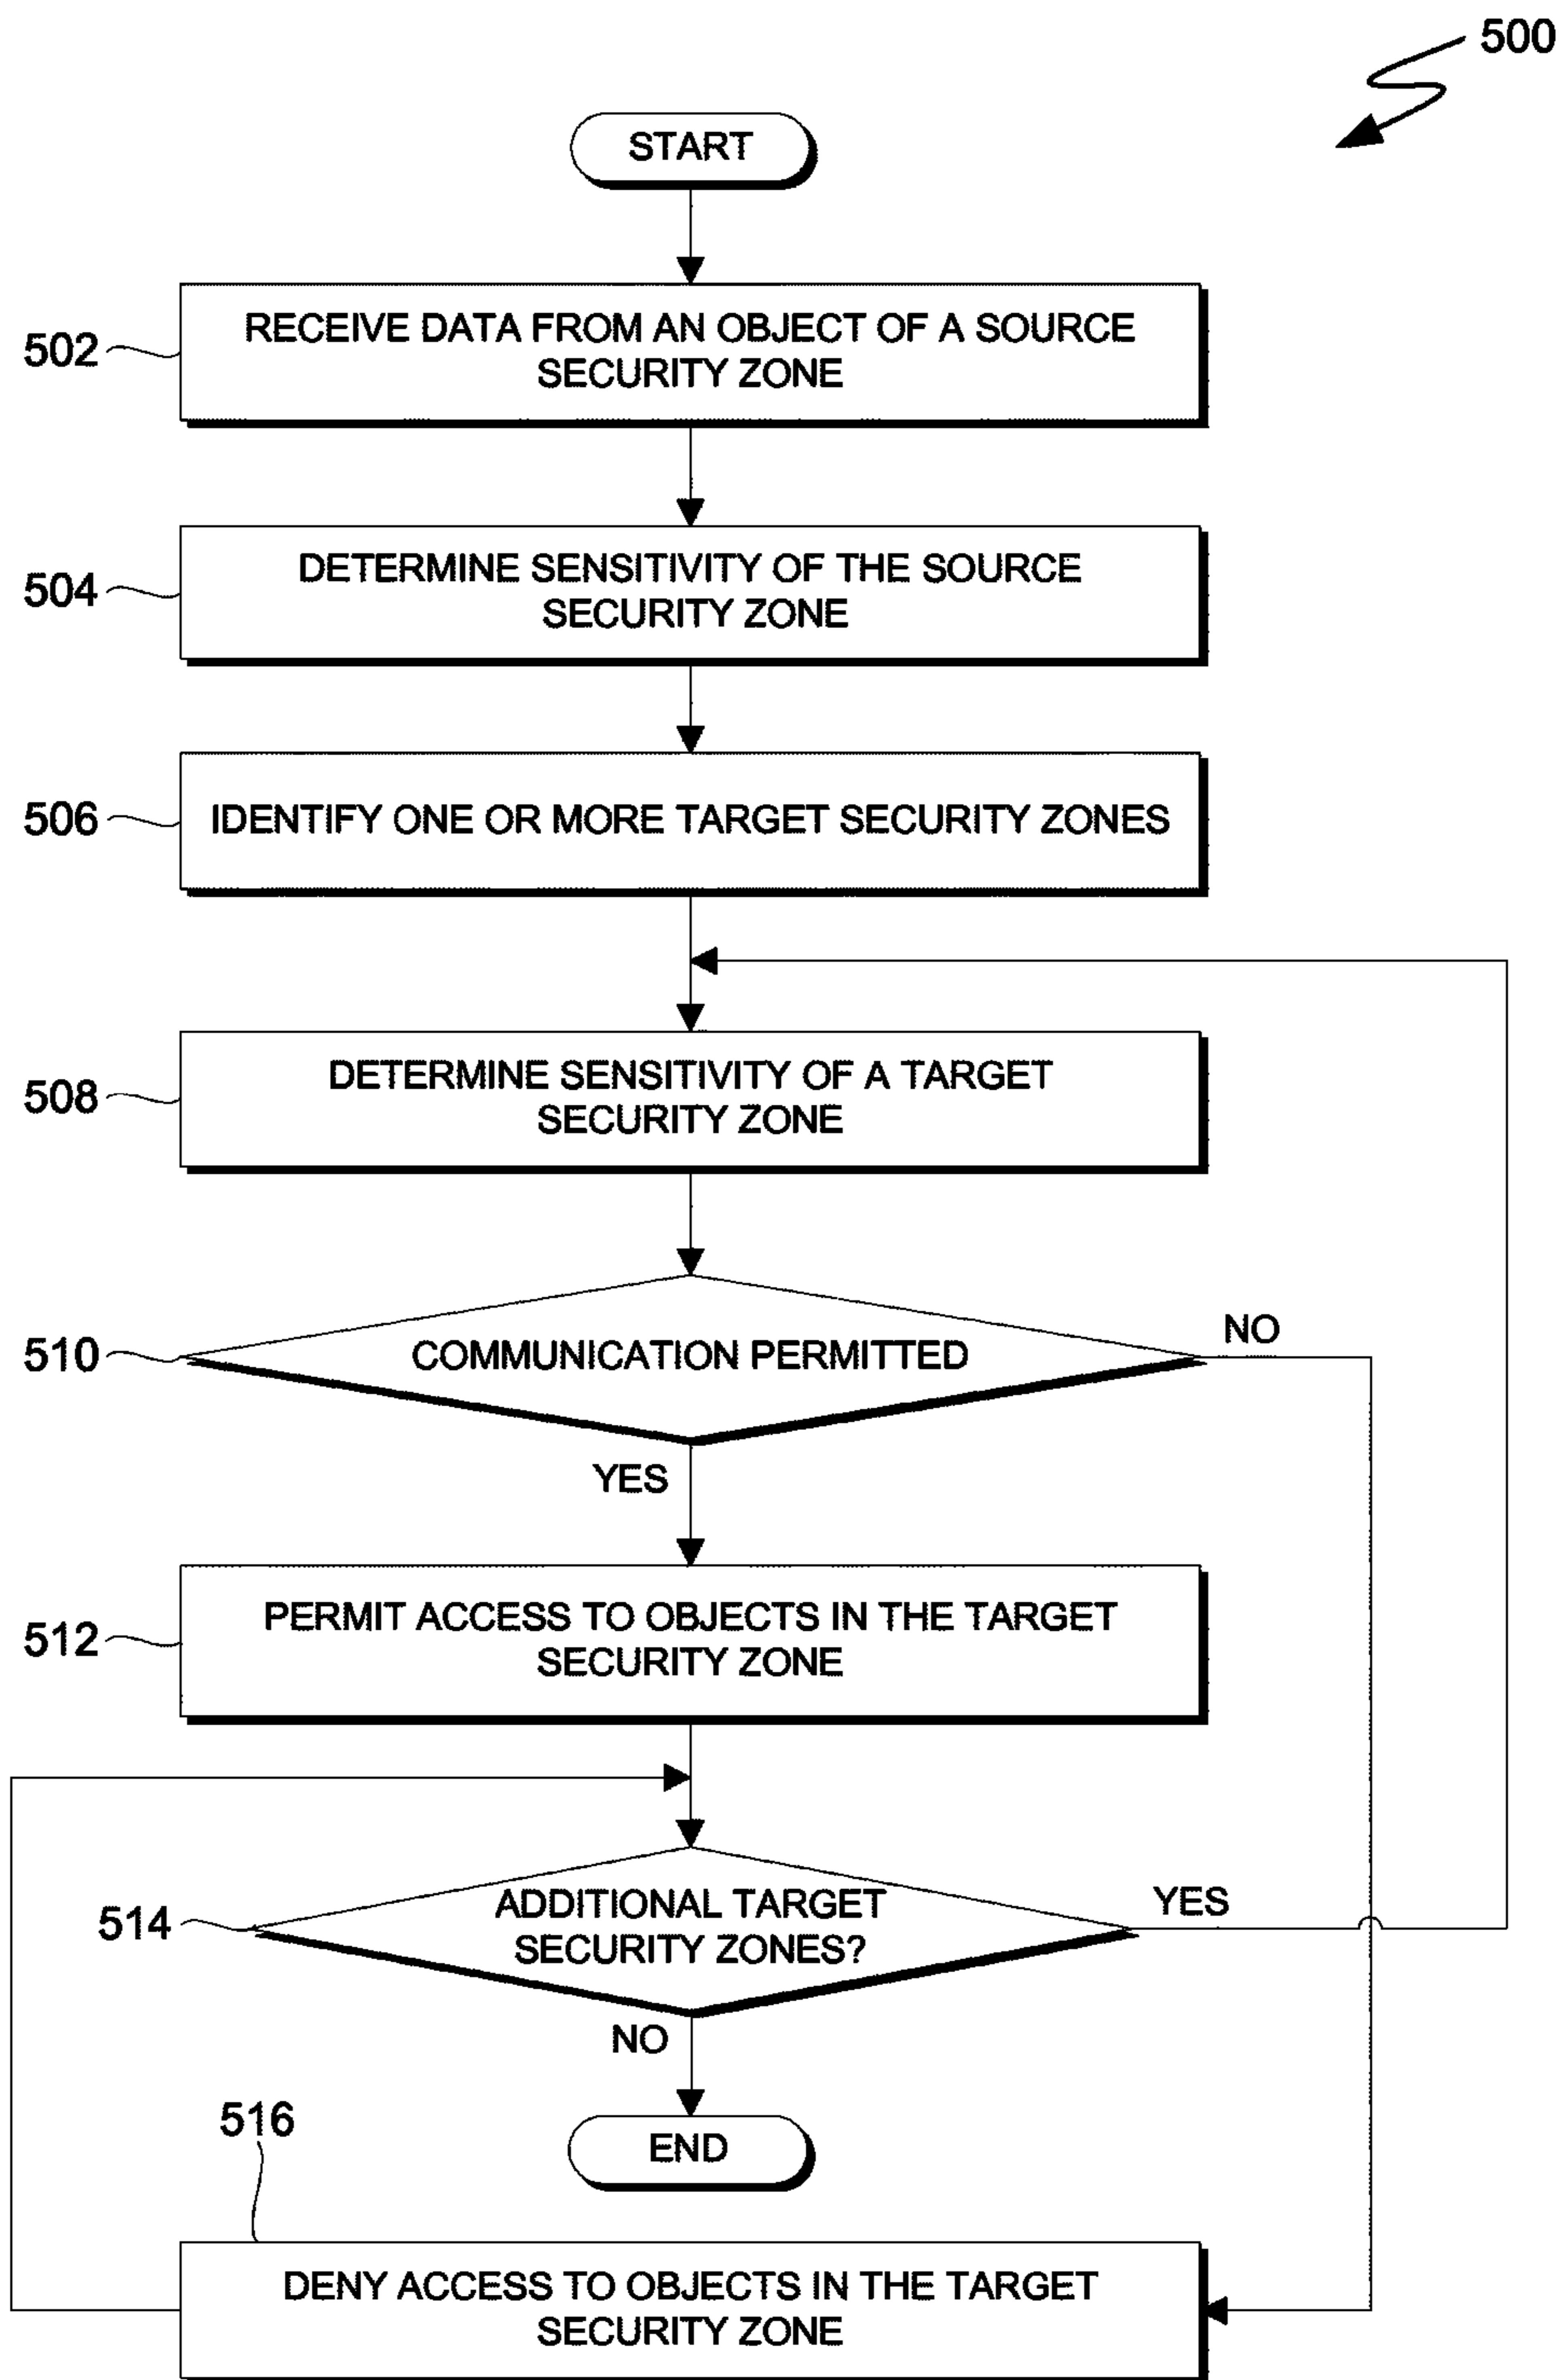 500
START
502
RECEIVE DATA FROM AN OBJECT OF A SOURCE
SECURITY ZONE
504
DETERMINE SENSITIVITY OF THE SOURCE
SECURITY ZONE
506
IDENTIFY ONE OR MORE TARGET SECURITY ZONES
508
DETERMINE SENSITIVITY OF A TARGET
SECURITY ZONE
510
COMMUNICATION PERMITTED
NO
YES
512
PERMIT ACCESS TO OBJECTS IN THE TARGET
SECURITY ZONE
514
ADDITIONAL TARGET
SECURITY ZONES?
YES
NO
END
516
DENY ACCESS TO OBJECTS IN THE TARGET
SECURITY ZONE